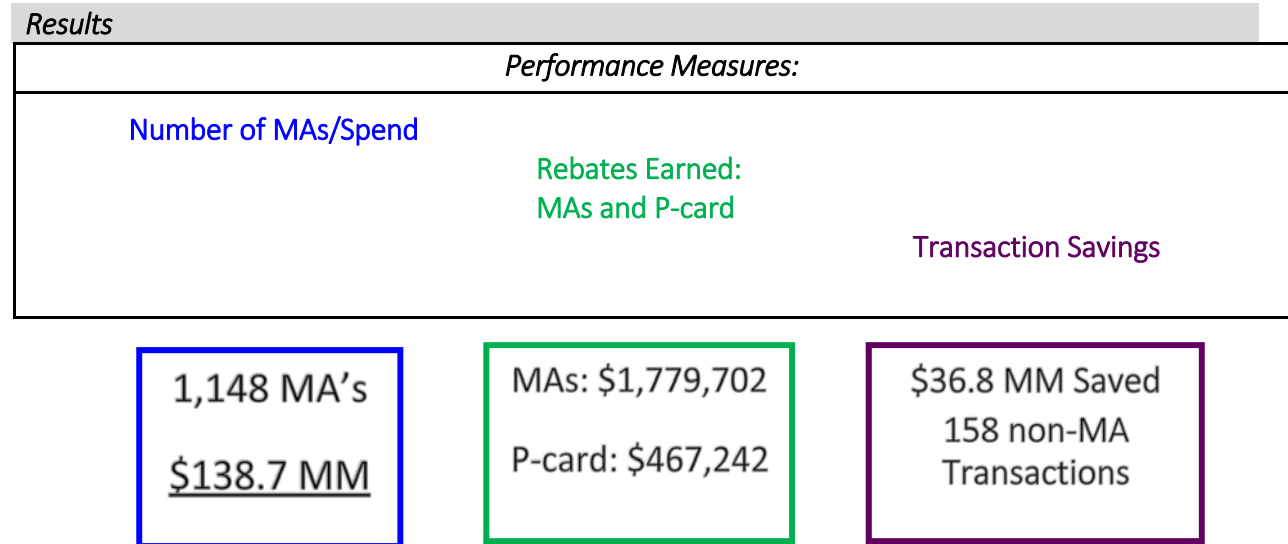 Results
Performance Measures:
Number of MAs/Spend
Rebates Earned:
MAs and P-card
Transaction Savings
1,148 MA’s
$138.7 MM
MAs: $1,779,702
P-card: $467,242
$36.8 MM Saved
158 non-MA
Transactions